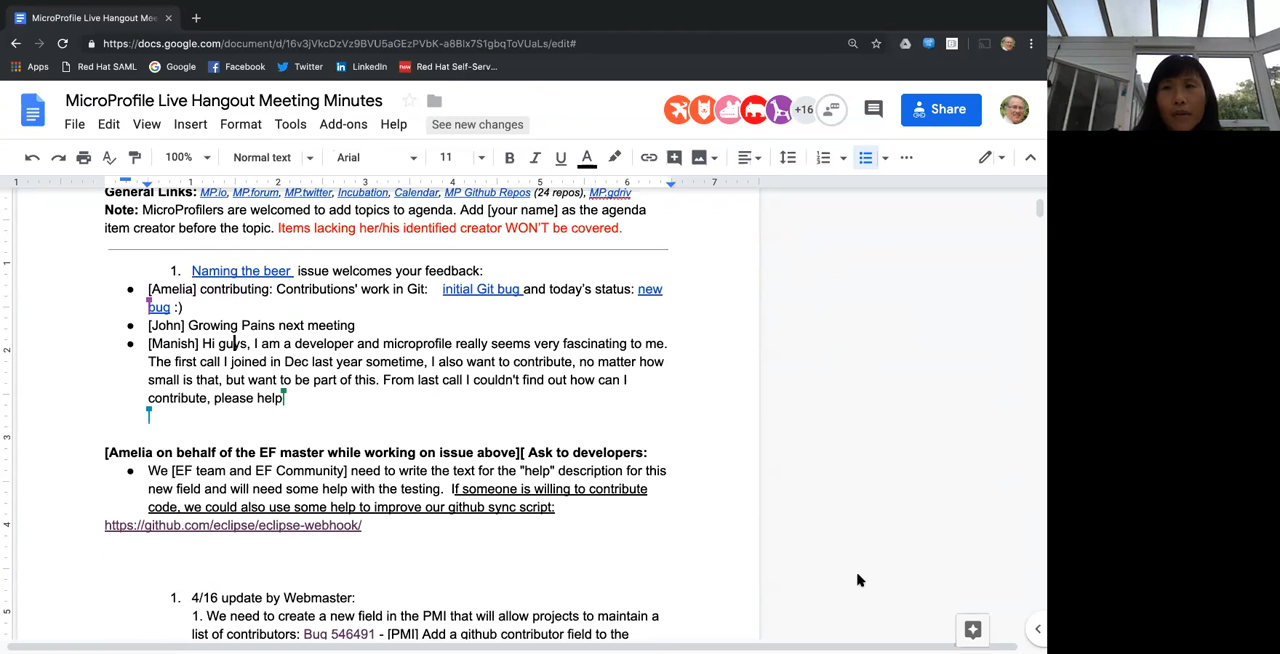 MicroProfile Live Hangout Mee
https://docs.google.com/document/d/16v3jVkcDzVz9BVU5aGEzPVbK-a8Blx7S1gbqToVUaLs/edit#
Apps Red Hat SAML Google Facebook Twitter LinkedIn Red Hat Self-Serv...
MicroProfile Live Hangout Meeting Minutes
+16
Share
File Edit View Insert Format Tools Add-ons Help See new changes
100% Normal text Arial 11 B I U A
1 1 2 3 4 5 6 7
General Links: MP.io, MP.forum, MP.twitter, Incubation, Calendar, MP Github Repos (24 repos), MP.gdriv
Note: MicroProfilers are welcomed to add topics to agenda. Add [your name] as the agenda
item creator before the topic. Items lacking her/his identified creator WON'T be covered.
1. Naming the beer issue welcomes your feedback:
● [Amelia] contributing: Contributions' work in Git: initial Git bug and today's status: new
bug :)
● [John] Growing Pains next meeting
● [Manish] Hi guys, I am a developer and microprofile really seems very fascinating to me.
The first call I joined in Dec last year sometime, I also want to contribute, no matter how
small is that, but want to be part of this. From last call I couldn't find out how can I
contribute, please help
[Amelia on behalf of the EF master while working on issue above][ Ask to developers:
● We [EF team and EF Community] need to write the text for the "help" description for this
new field and will need some help with the testing. If someone is willing to contribute
code, we could also use some help to improve our github sync script:
https://github.com/eclipse/eclipse-webhook/
1. 4/16 update by Webmaster:
1. We need to create a new field in the PMI that will allow projects to maintain a
list of contributors: Bug 546491 - [PMI] Add a github contributor field to the
1
2
3
4
5